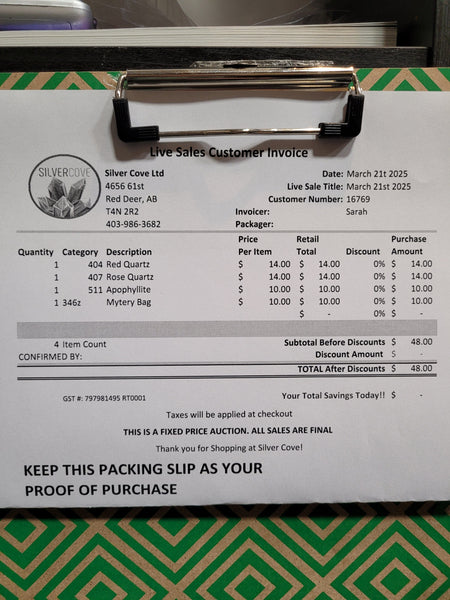 Live Sales Customer Invoice
SILVERCOVE
Silver Cove Ltd
4656 61st
Red Deer, AB
T4N 2R2
403-986-3682
Date: March 21t 2025
Live Sale Title: March 21st 2025
Customer Number: 16769
Invoicer: Sarah
Packager:
Quantity Category Description Price Per Item Retail Total Discount Purchase Amount
1 404 Red Quartz $ 14.00 $ 14.00 0% $ 14.00
1 407 Rose Quartz $ 14.00 $ 14.00 0% $ 14.00
1 511 Apophyllite $ 10.00 $ 10.00 0% $ 10.00
1 346z Mytery Bag $ 10.00 $ 10.00 0% $ 10.00
$ - 0% $ -
4 Item Count Subtotal Before Discounts $ 48.00
CONFIRMED BY: Discount Amount $ -
TOTAL After Discounts $ 48.00
GST #: 797981495 RT0001 Your Total Savings Today!! $ -
Taxes will be applied at checkout
THIS IS A FIXED PRICE AUCTION. ALL SALES ARE FINAL
Thank you for Shopping at Silver Cove!
KEEP THIS PACKING SLIP AS YOUR
PROOF OF PURCHASE